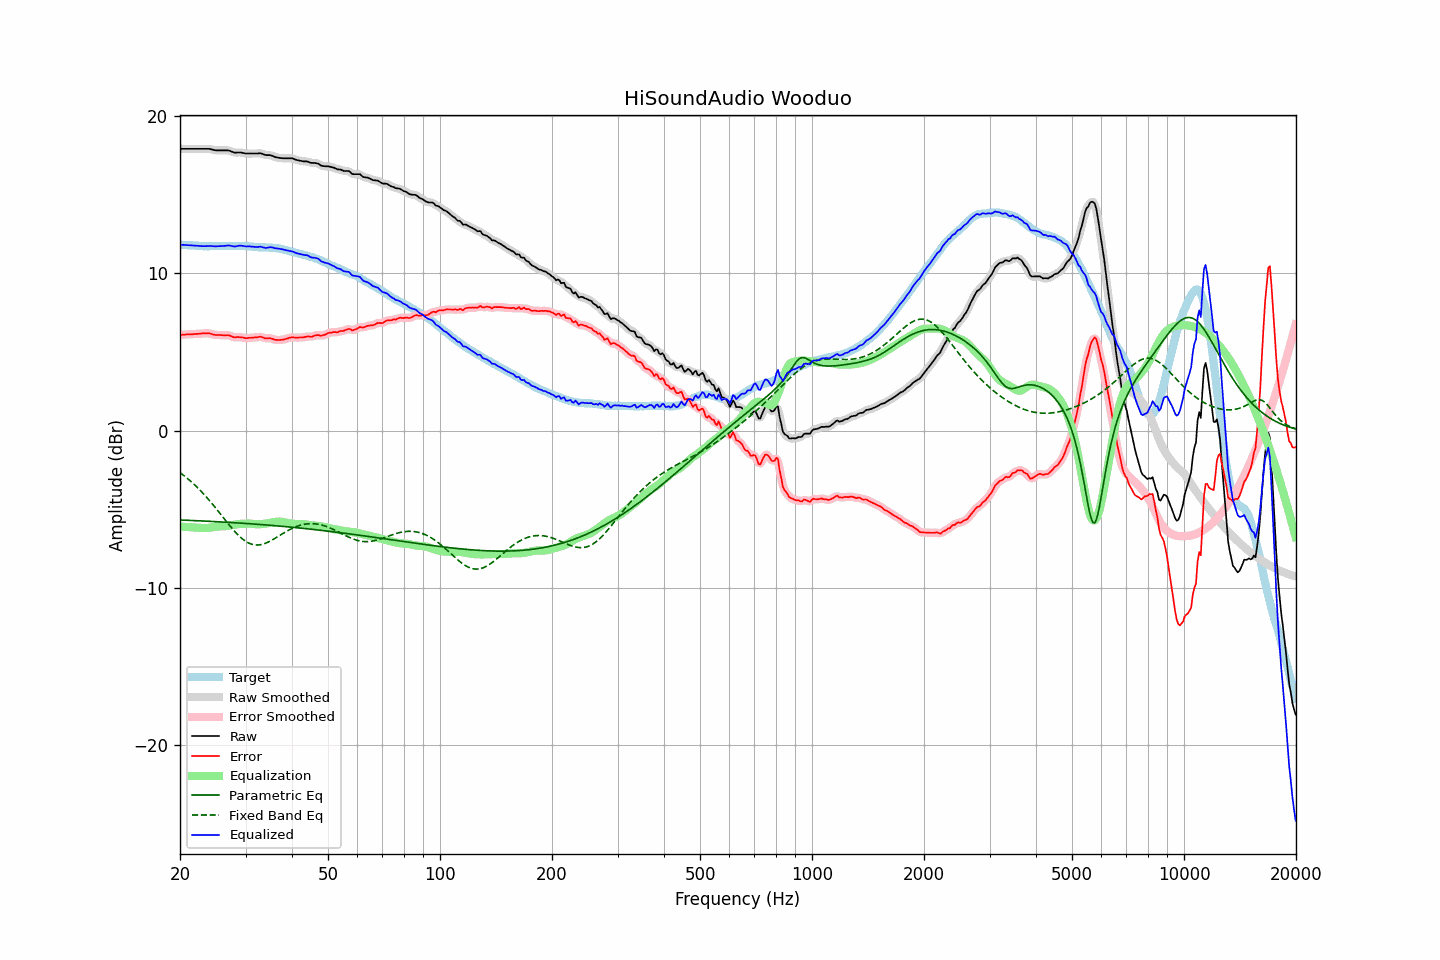 HiSoundAudio Wooduo
Amplitude (dBr)
20
10
0
−10
−20
Target
Raw Smoothed
Error Smoothed
Raw
Error
Equalization
Parametric Eq
Fixed Band Eq
Equalized
20
50
100
200
500
1000
2000
5000
10000
20000
Frequency (Hz)